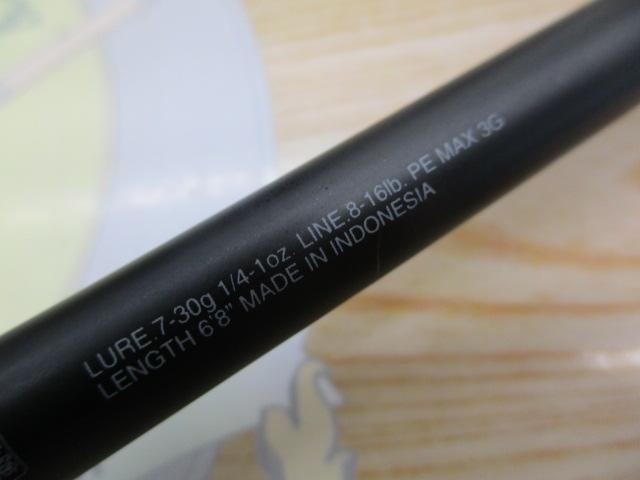 LURE.7-30g 1/4-1oz. LINE.8-16lb. PE MAX 3G
LENGTH 6'8" MADE IN INDONESIA